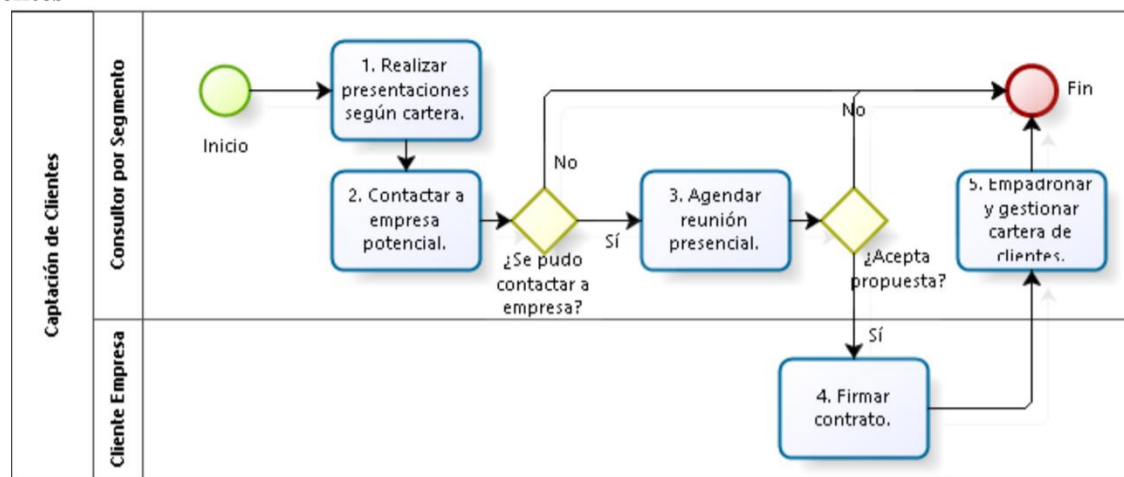 Captación de Clientes
Consultor por Segmento
Cliente Empresa
Inicio
1. Realizar
presentaciones
según cartera.
2. Contactar a
empresa
potencial.
¿Se pudo
contactar a
empresa?
No
Sí
3. Agendar
reunión
presencial.
¿Acepta
propuesta?
No
Sí
4. Firmar
contrato.
5. Empadronar
y gestionar
cartera de
clientes.
Fin